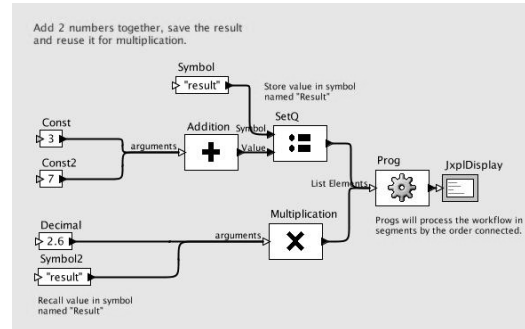 Add 2 numbers together, save the result
and reuse it for multiplication.
Symbol
"result"
Store value in symbol
named "Result"
SetQ
Const
3
Addition
Symbol
Value
arguments
+
Const2
7
Prog
JxplDisplay
List Elements
Multiplication
Progs will process the workflow in
segments by the order connected.
Decimal
2.6
arguments
×
Symbol2
"result"
Recall value in symbol
named "Result"